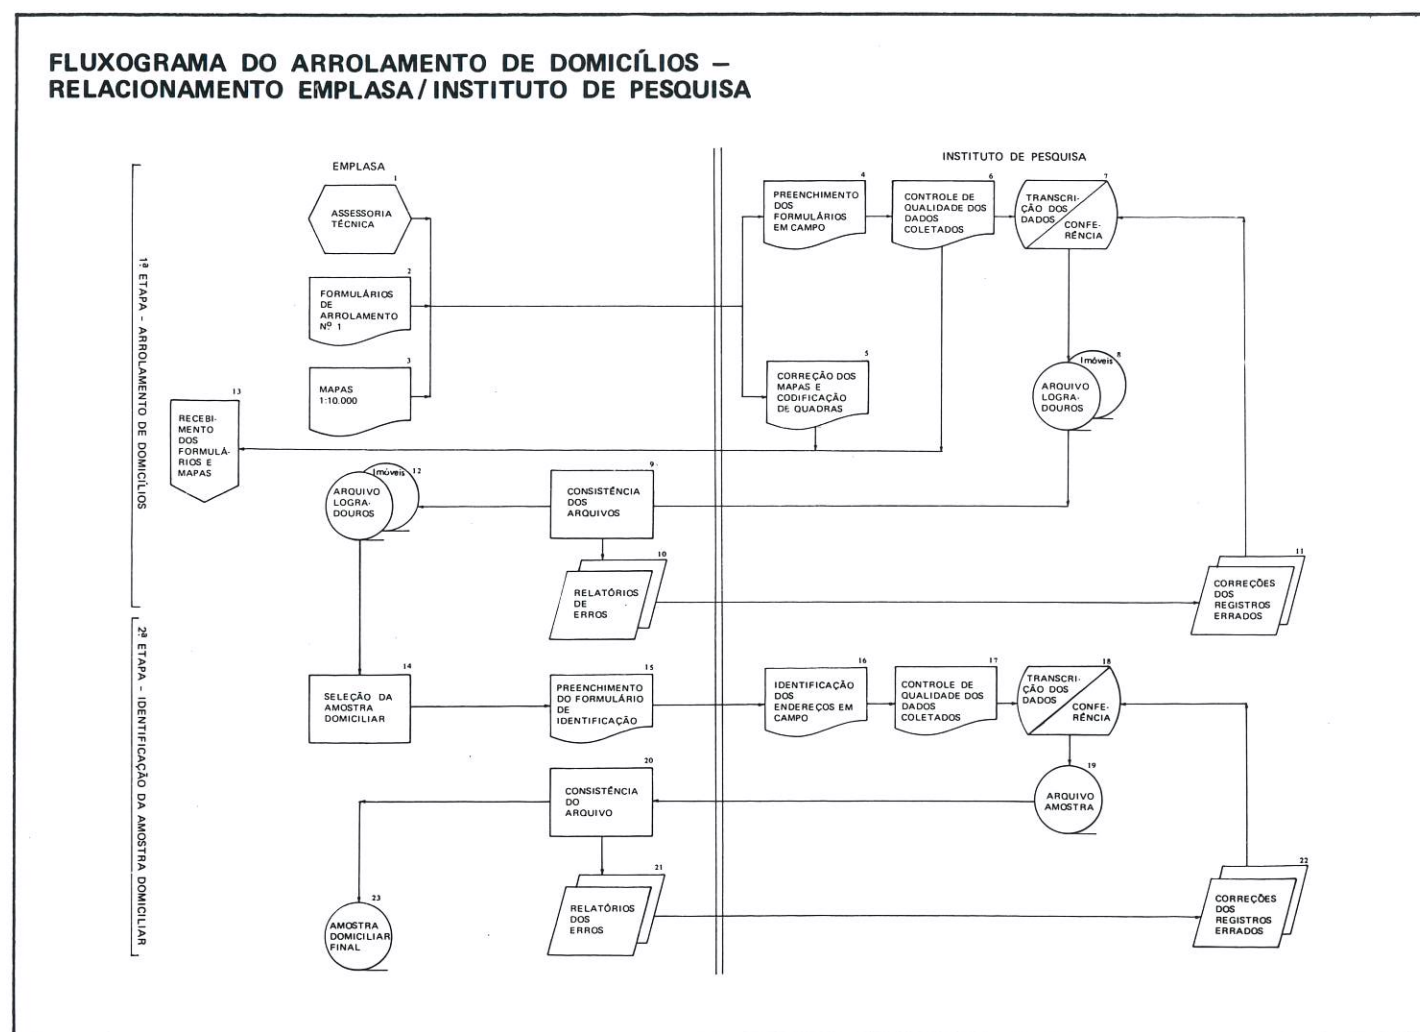 FLUXOGRAMA DO ARROLAMENTO DE DOMICÍLIOS —
RELACIONAMENTO EMPLASA/INSTITUTO DE PESQUISA
EMPLASA
INSTITUTO DE PESQUISA
1ª ETAPA - ARROLAMENTO DE DOMICÍLIOS
1
ASSESSORIA
TÉCNICA
2
FORMULÁRIOS
DE
ARROLAMENTO
Nº 1
3
MAPAS
1:10.000
4
PREENCHIMENTO
DOS
FORMULÁRIOS
EM CAMPO
5
CORREÇÃO DOS
MAPAS E
CODIFICAÇÃO
DE QUADRAS
6
CONTROLE DE
QUALIDADE DOS
DADOS
COLETADOS
7
TRANSCRI-
ÇÃO DOS
DADOS
CONFE-
RÊNCIA
8
Imóveis
ARQUIVO
LOGRA-
DOUROS
13
RECEBI-
MENTO
DOS
FORMULÁ-
RIOS E
MAPAS
12
Imóveis
ARQUIVO
LOGRA-
DOUROS
9
CONSISTÊNCIA
DOS
ARQUIVOS
10
RELATÓRIOS
DE
ERROS
11
CORREÇÕES
DOS
REGISTROS
ERRADOS
2ª ETAPA - IDENTIFICAÇÃO DA AMOSTRA DOMICILIAR
14
SELEÇÃO DA
AMOSTRA
DOMICILIAR
15
PREENCHIMENTO
DO FORMULÁRIO
DE
IDENTIFICAÇÃO
16
IDENTIFICAÇÃO
DOS
ENDEREÇOS EM
CAMPO
17
CONTROLE DE
QUALIDADE DOS
DADOS
COLETADOS
18
TRANSCRI-
ÇÃO DOS
DADOS
CONFE-
RÊNCIA
19
ARQUIVO
AMOSTRA
20
CONSISTÊNCIA
DO
ARQUIVO
21
RELATÓRIOS
DOS
ERROS
22
CORREÇÕES
DOS
REGISTROS
ERRADOS
23
AMOSTRA
DOMICILIAR
FINAL